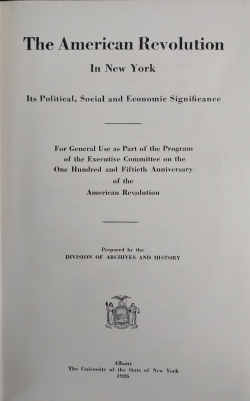 The American Revolution
In New York
Its Political, Social and Economic Significance
For General Use as Part of the Program
of the Executive Committee on the
One Hundred and Fiftieth Anniversary
of the
American Revolution
Prepared by the
DIVISION OF ARCHIVES AND HISTORY
Albany
The University of the State of New York
1926